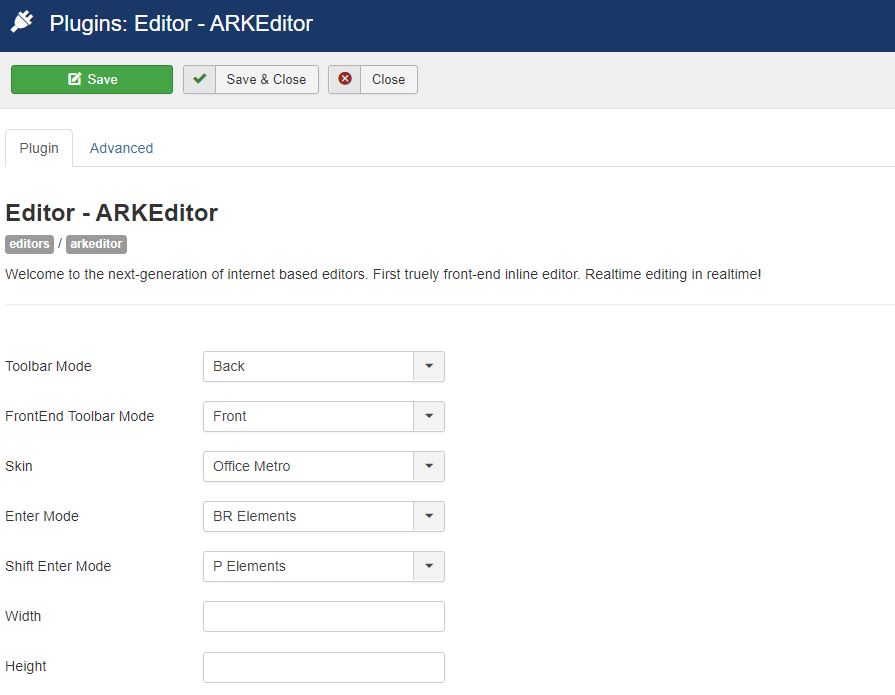 Plugins: Editor - ARKEditor
Save
Save & Close
Close
Plugin
Advanced
Editor - ARKEditor
editors / arkeditor
Welcome to the next-generation of internet based editors. First truely front-end inline editor. Realtime editing in realtime!
Toolbar Mode Back
FrontEnd Toolbar Mode Front
Skin Office Metro
Enter Mode BR Elements
Shift Enter Mode P Elements
Width
Height